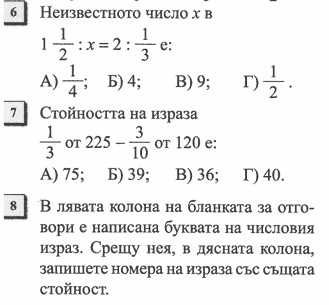 6 Неизвестното число x в
1 1/2 : x = 2 : 1/3 е:
А) 1/4; Б) 4; В) 9; Г) 1/2 .
7 Стойността на израза
1/3 от 225 – 3/10 от 120 е:
А) 75; Б) 39; В) 36; Г) 40.
8 В лявата колона на бланката за отго-
вори е написана буквата на числовия
израз. Срещу нея, в дясната колона,
запишете номера на израза със същата
стойност.